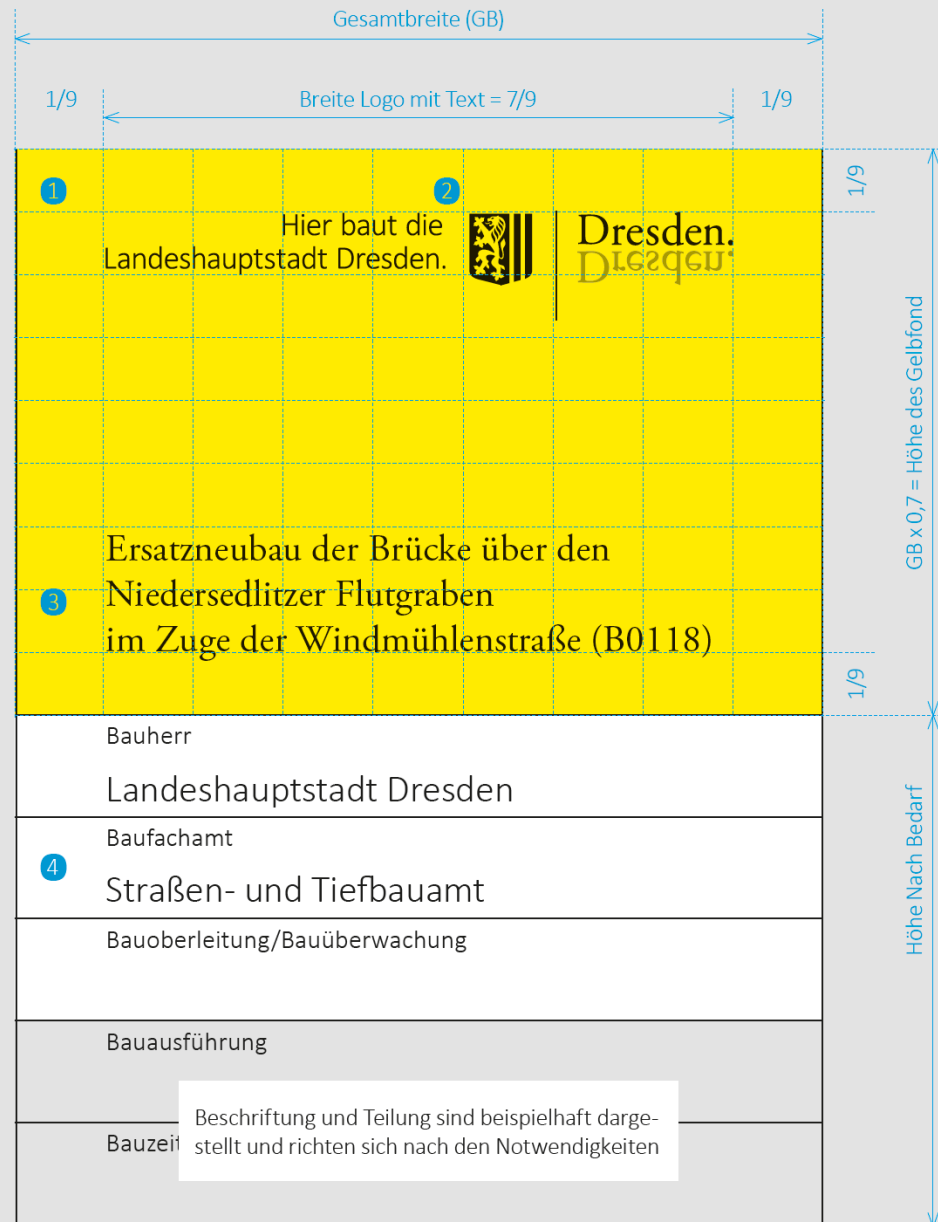 Gesamtbreite (GB)
1/9
Breite Logo mit Text = 7/9
1/9
1
2
1/9
Hier baut die
Landeshauptstadt Dresden.
Dresden.
Dresden.
GB x 0,7 = Höhe des Gelbfond
Ersatzneubau der Brücke über den
3
Niedersedlitzer Flutgraben
im Zuge der Windmühlenstraße (B0118)
1/9
Bauherr
Landeshauptstadt Dresden
Baufachamt
4
Straßen- und Tiefbauamt
Höhe Nach Bedarf
Bauoberleitung/Bauüberwachung
Bauausführung
Beschriftung und Teilung sind beispielhaft darge-
stellt und richten sich nach den Notwendigkeiten